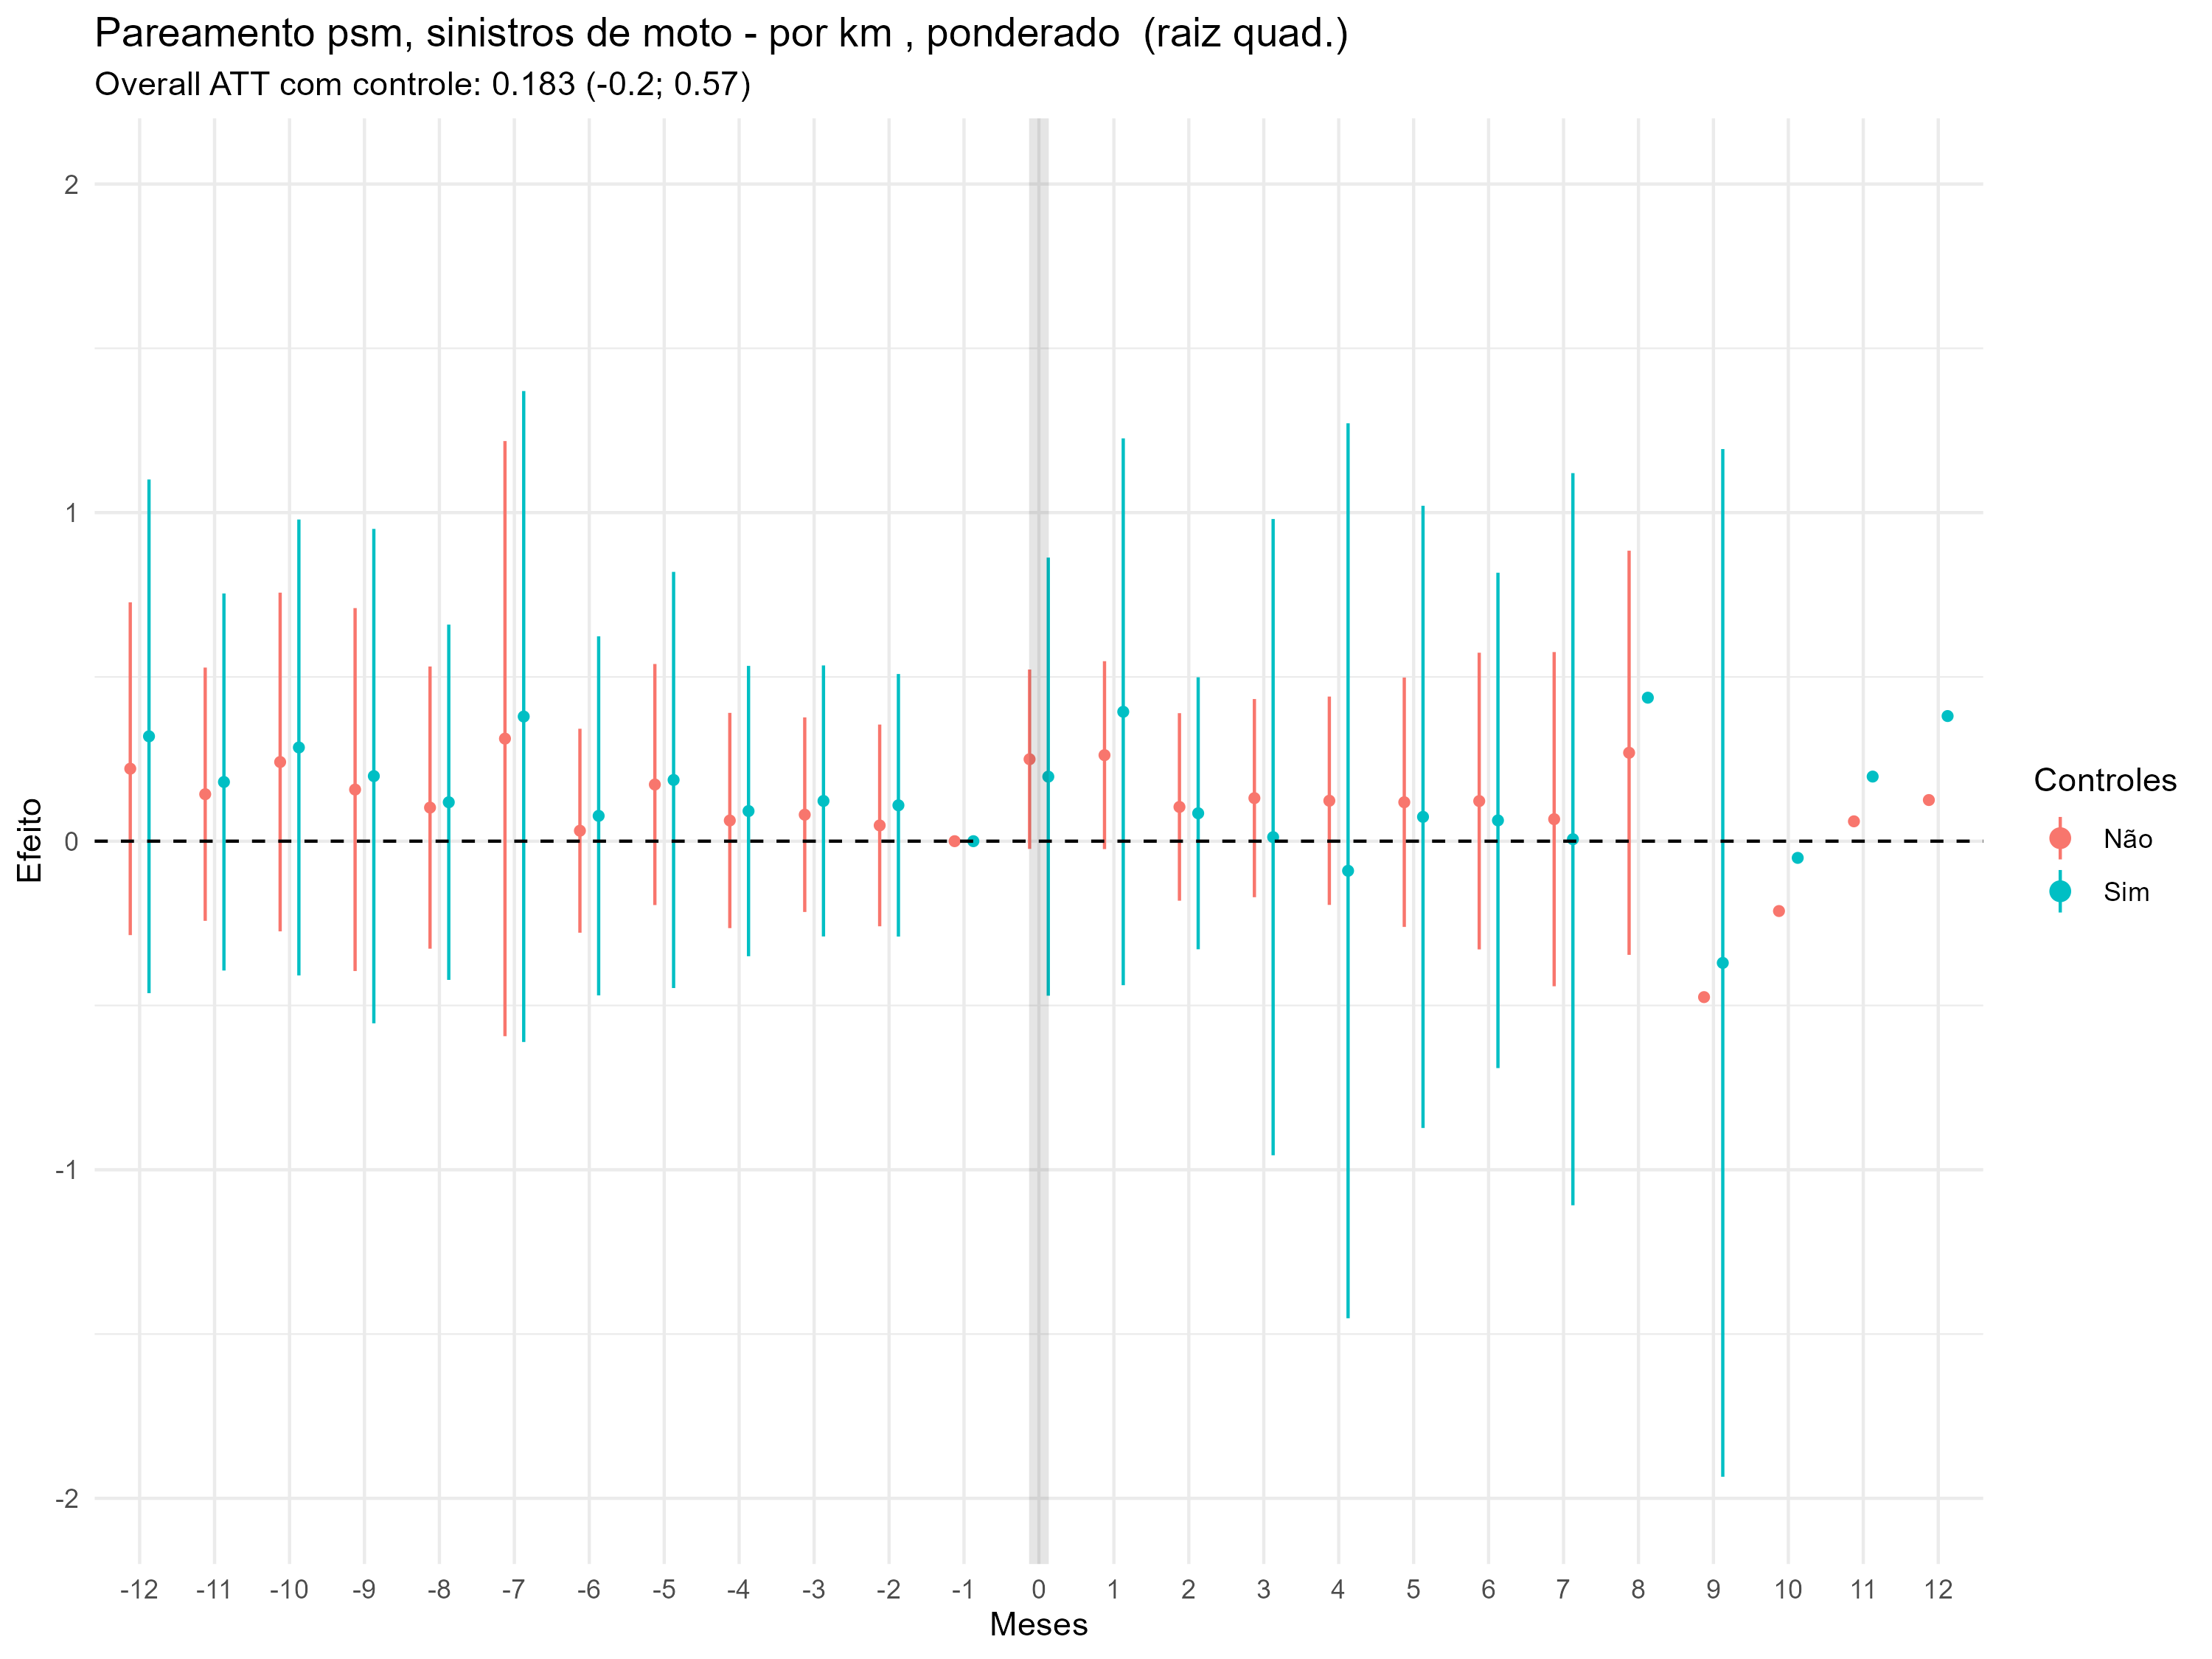 Pareamento psm, sinistros de moto - por km , ponderado  (raiz quad.)
Overall ATT com controle: 0.183 (-0.2; 0.57)
2
1
0
-1
-2
Efeito
-12 -11 -10 -9 -8 -7 -6 -5 -4 -3 -2 -1 0 1 2 3 4 5 6 7 8 9 10 11 12
Meses
Controles
Não
Sim